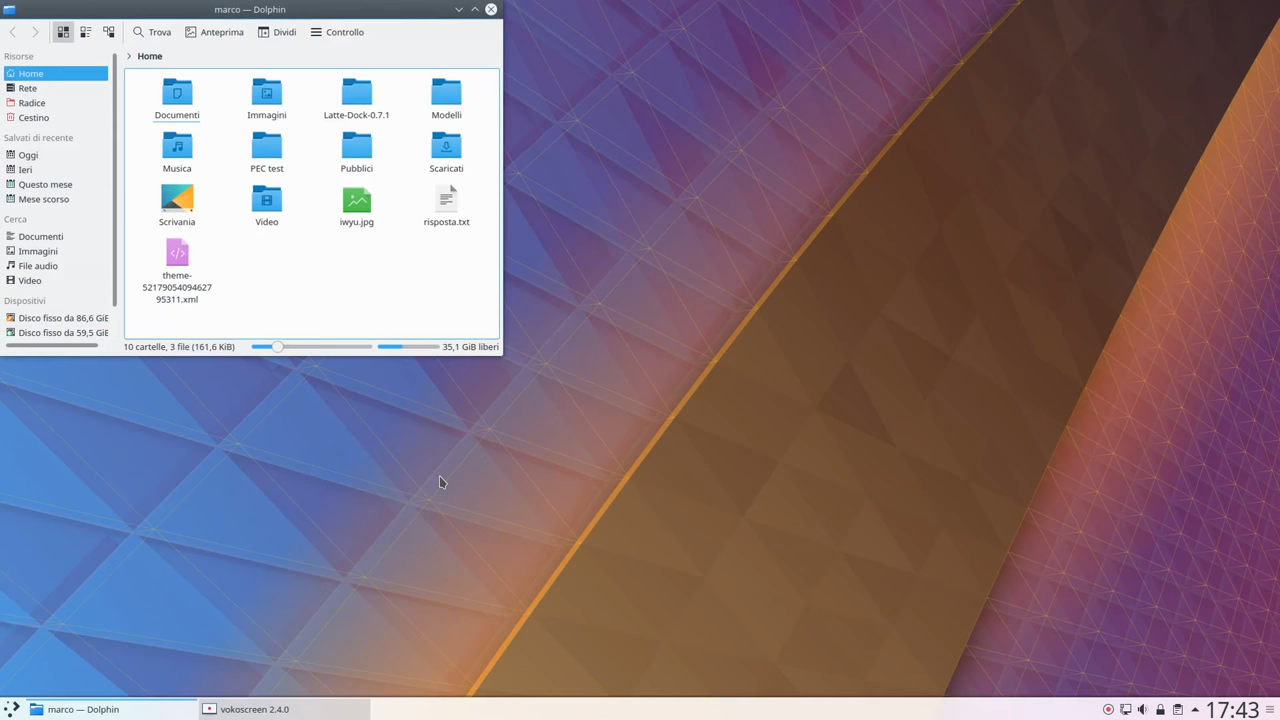 marco — Dolphin
Trova
Anteprima
Dividi
Controllo
Risorse
Home
Rete
Radice
Cestino
Salvati di recente
Oggi
Ieri
Questo mese
Mese scorso
Cerca
Documenti
Immagini
File audio
Video
Dispositivi
Disco fisso da 86,6 GiE
Disco fisso da 59,5 GiE
Home
Documenti
Immagini
Latte-Dock-0.7.1
Modelli
Musica
PEC test
Pubblici
Scaricati
Scrivania
Video
iwyu.jpg
risposta.txt
theme-
52179054094627
95311.xml
10 cartelle, 3 file (161,6 KiB)
35,1 GiB liberi
marco — Dolphin
vokoscreen 2.4.0
17:43